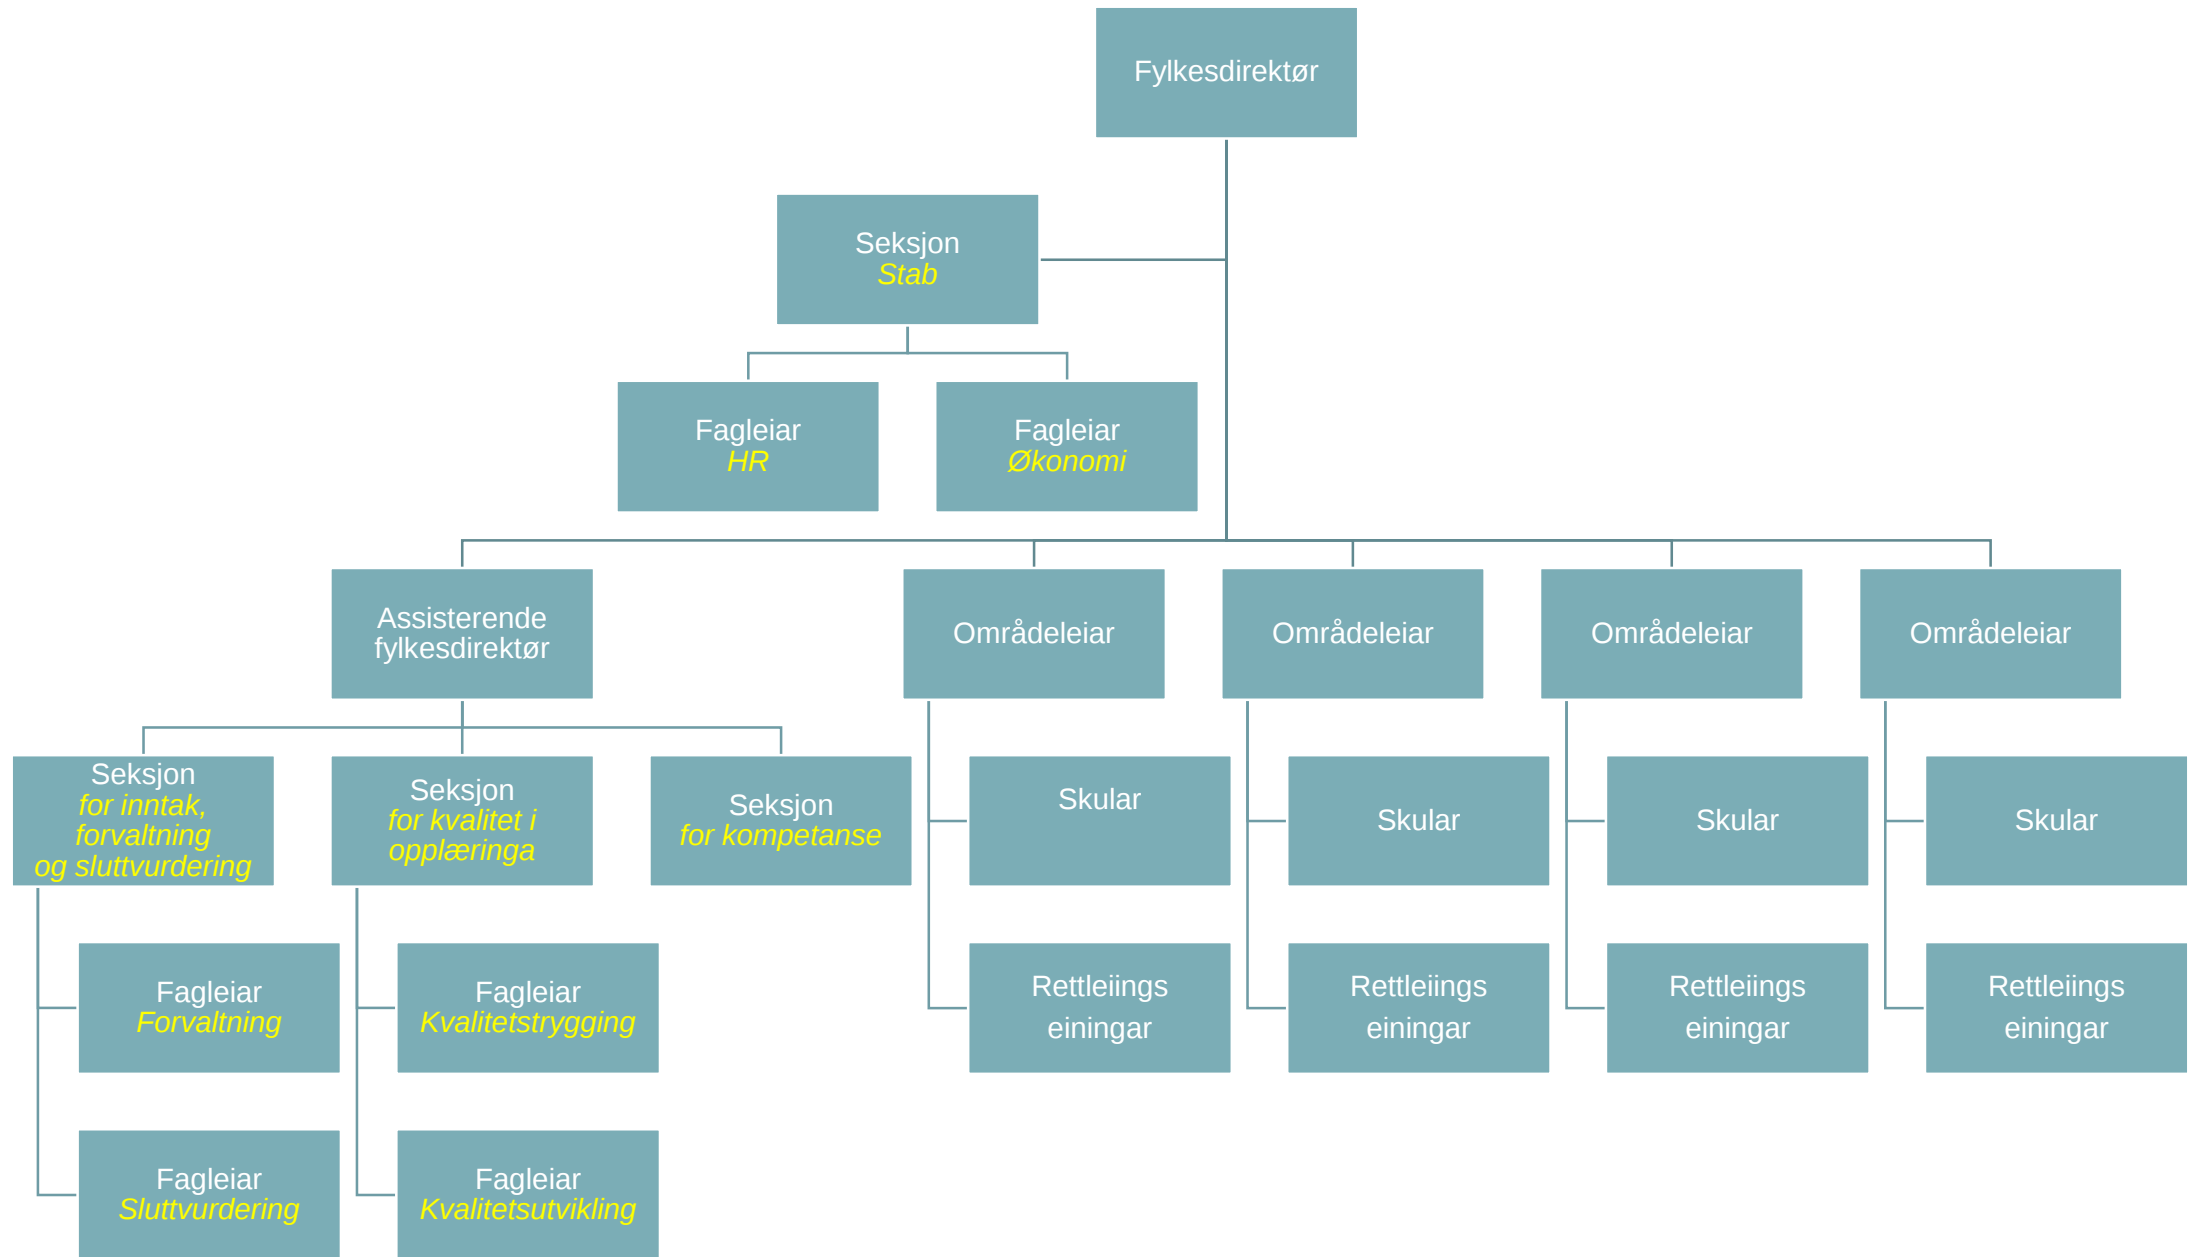 Fylkesdirektør
Seksjon
Stab
Fagleiar
HR
Fagleiar
Økonomi
Assisterende
fylkesdirektør
Områdeleiar
Områdeleiar
Områdeleiar
Områdeleiar
Seksjon
for inntak,
forvaltning
og sluttvurdering
Seksjon
for kvalitet i
opplæringa
Seksjon
for kompetanse
Skular
Skular
Skular
Skular
Fagleiar
Forvaltning
Fagleiar
Kvalitetstrygging
Rettleiings
einingar
Rettleiings
einingar
Rettleiings
einingar
Rettleiings
einingar
Fagleiar
Sluttvurdering
Fagleiar
Kvalitetsutvikling